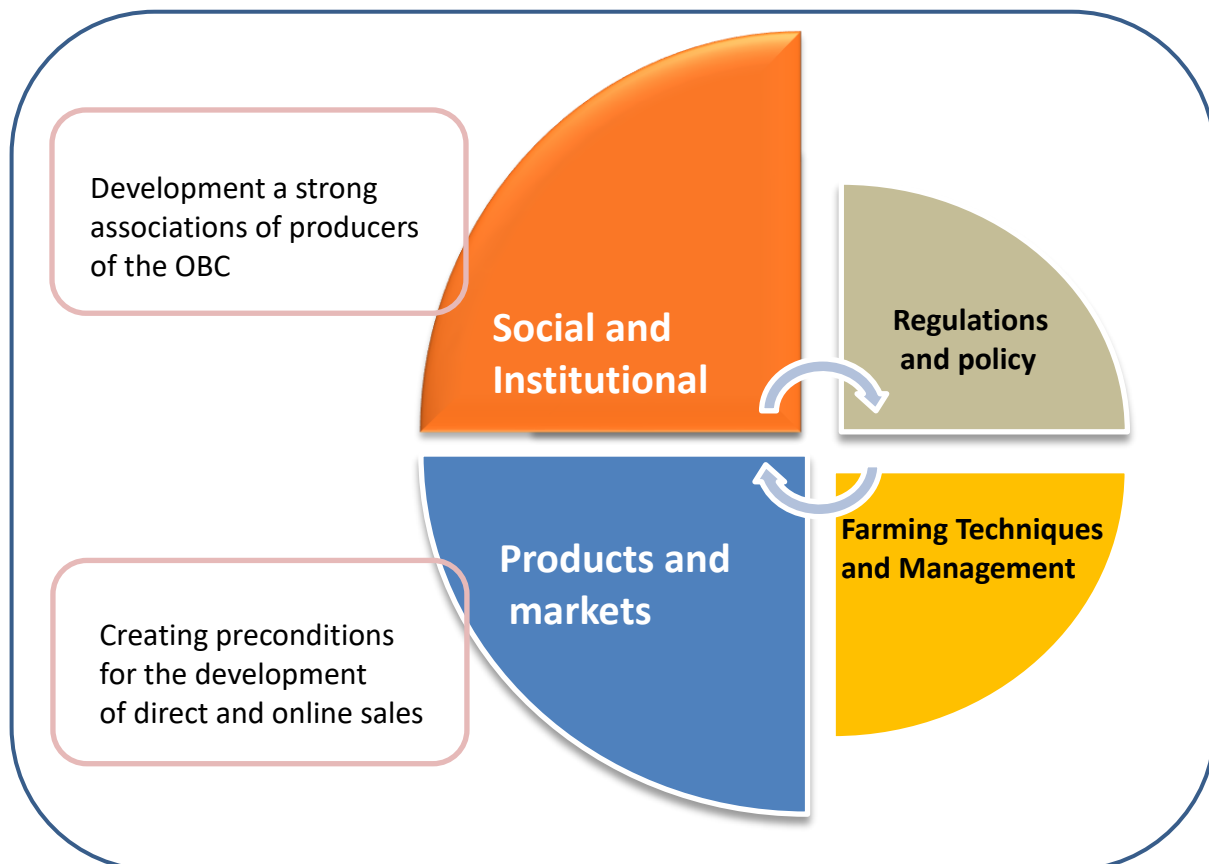 Development a strong
associations of producers
of the OBC
Social and
Institutional
Regulations
and policy
Products and
markets
Farming Techniques
and Management
Creating preconditions
for the development
of direct and online sales